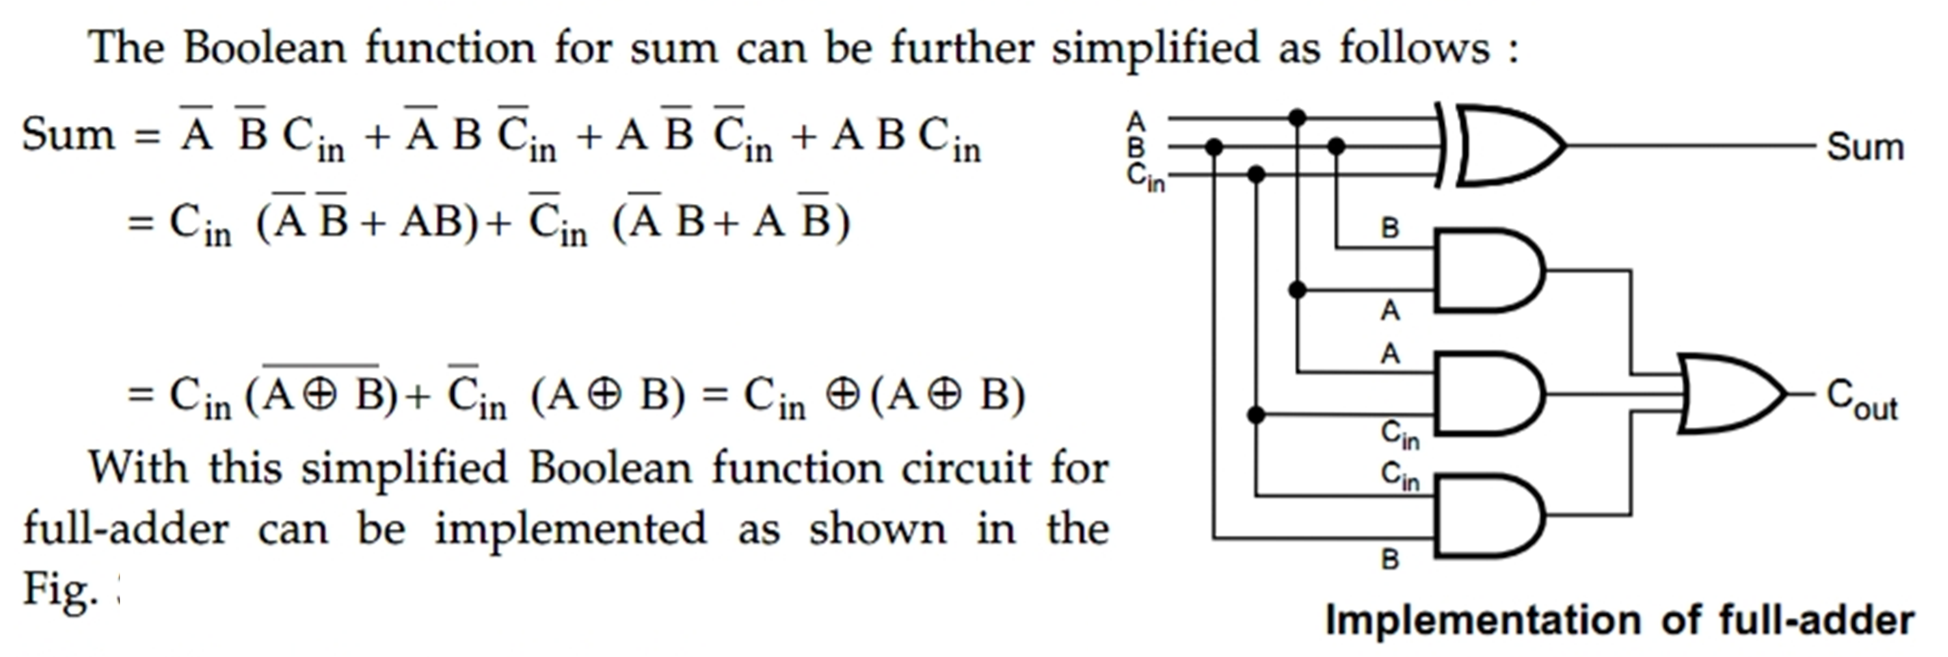 The Boolean function for sum can be further simplified as follows :
Sum = A̅ B̅ Cin + A̅ B C̅in + A B̅ C̅in + A B Cin
= Cin (A̅ B̅ + AB) + C̅in (A̅ B + A B̅)
= Cin (A̅ ̅⊕̅ ̅B̅) + C̅in (A ⊕ B) = Cin ⊕ (A ⊕ B)
With this simplified Boolean function circuit for
full-adder can be implemented as shown in the
Fig.
A
B
Cin
Sum
B
A
A
Cin
Cout
Cin
B
Implementation of full-adder